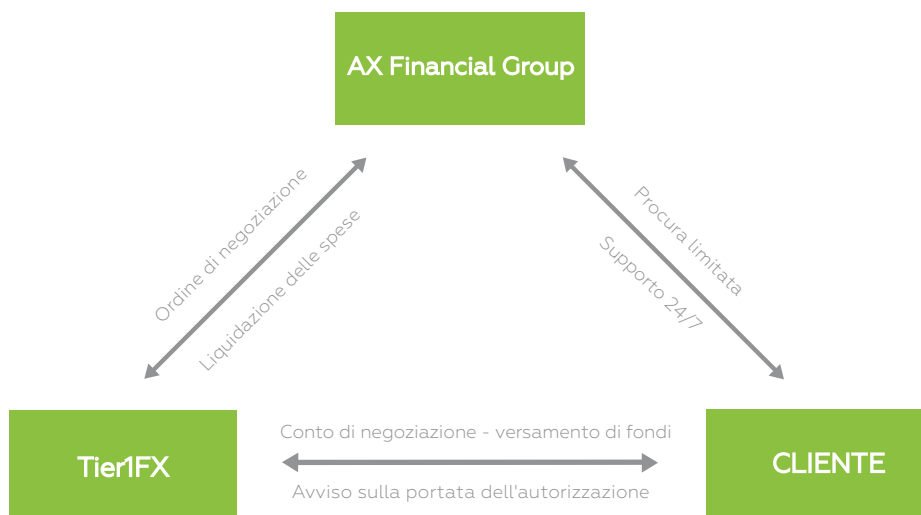 AX Financial Group
Ordine di negoziazione
Liquidazione delle spese
Procura limitata
Supporto 24/7
Tier1FX
Conto di negoziazione - versamento di fondi
Avviso sulla portata dell'autorizzazione
CLIENTE